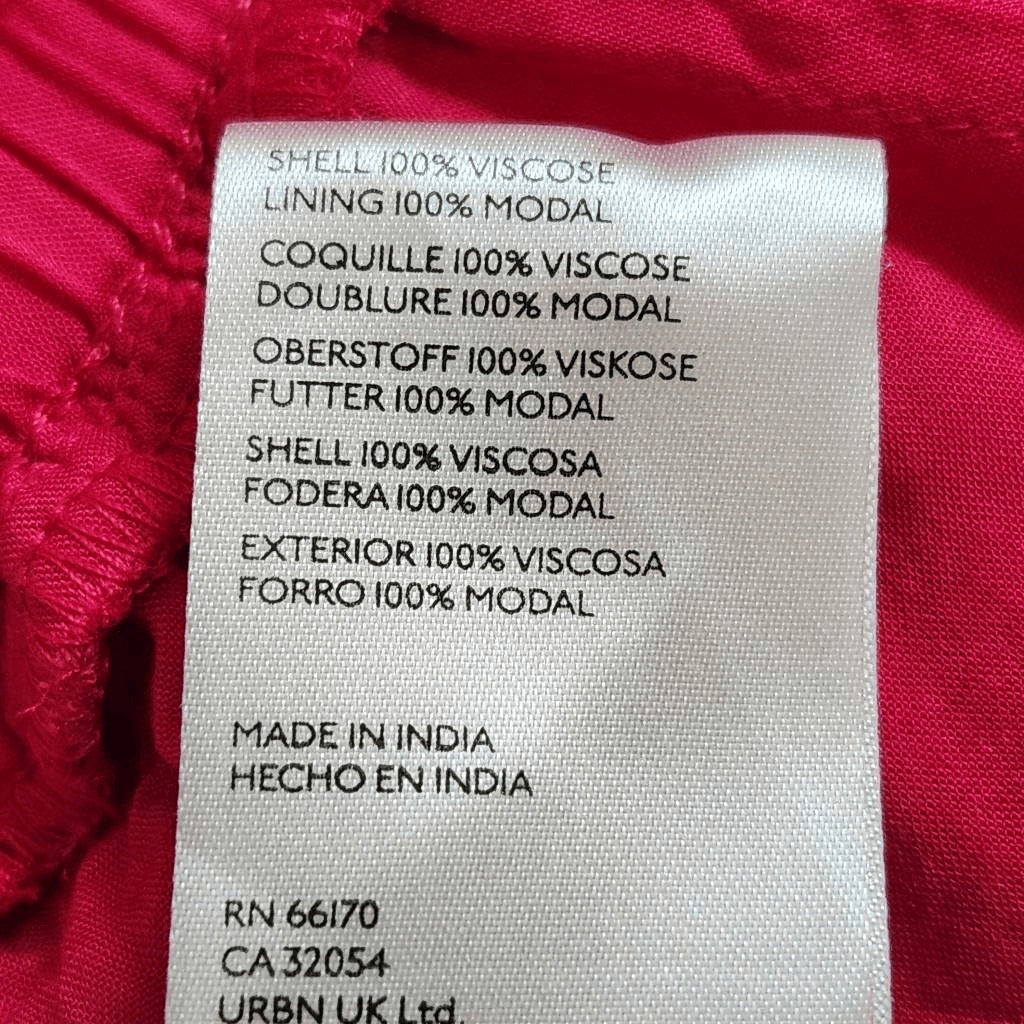 SHELL 100% VISCOSE
LINING 100% MODAL
COQUILLE 100% VISCOSE
DOUBLURE 100% MODAL
OBERSTOFF 100% VISKOSE
FUTTER 100% MODAL
SHELL 100% VISCOSA
FODERA 100% MODAL
EXTERIOR 100% VISCOSA
FORRO 100% MODAL
MADE IN INDIA
HECHO EN INDIA
RN 66170
CA 32054
URBN UK Ltd.